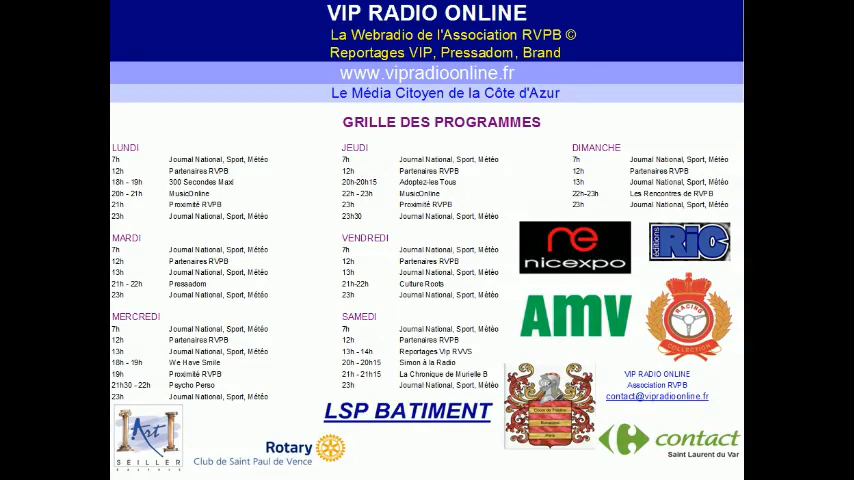 VIP RADIO ONLINE
La Webradio de l'Association RVPB ©
Reportages VIP, Pressadom, Brand
www.vipradioonline.fr
Le Média Citoyen de la Côte d'Azur
GRILLE DES PROGRAMMES
LUNDI
7h Journal National, Sport, Météo
12h Partenaires RVPB
18h - 19h 300 Secondes Maxi
20h - 21h MusicOnline
21h Proximité RVPB
23h Journal National, Sport, Météo
MARDI
7h Journal National, Sport, Météo
12h Partenaires RVPB
13h Journal National, Sport, Météo
21h - 22h Pressadom
23h Journal National, Sport, Météo
MERCREDI
7h Journal National, Sport, Météo
12h Partenaires RVPB
13h Journal National, Sport, Météo
18h - 19h We Have Smile
19h Proximité RVPB
21h30 - 22h Psycho Perso
23h Journal National, Sport, Météo
JEUDI
7h Journal National, Sport, Météo
12h Partenaires RVPB
20h-20h15 Adoptez-les Tous
22h - 23h MusicOnline
23h Proximité RVPB
23h30 Journal National, Sport, Météo
VENDREDI
7h Journal National, Sport, Météo
12h Partenaires RVPB
13h Journal National, Sport, Météo
21h-22h Culture Roots
23h Journal National, Sport, Météo
SAMEDI
7h Journal National, Sport, Météo
12h Partenaires RVPB
13h - 14h Reportages Vip RVVS
20h - 20h15 Simon à la Radio
21h - 21h15 La Chronique de Murielle B
23h Journal National, Sport, Météo
DIMANCHE
7h Journal National, Sport, Météo
12h Partenaires RVPB
13h Journal National, Sport, Météo
22h-23h Les Rencontres de RVPB
23h Journal National, Sport, Météo
nicexpo
éditions RIC
AMV
RACING
COLLECTION
VIP RADIO ONLINE
Association RVPB
contact@vipradioonline.fr
Art
SEILLER
Rotary
Club de Saint Paul de Vence
LSP BATIMENT
contact
Saint Laurent du Var